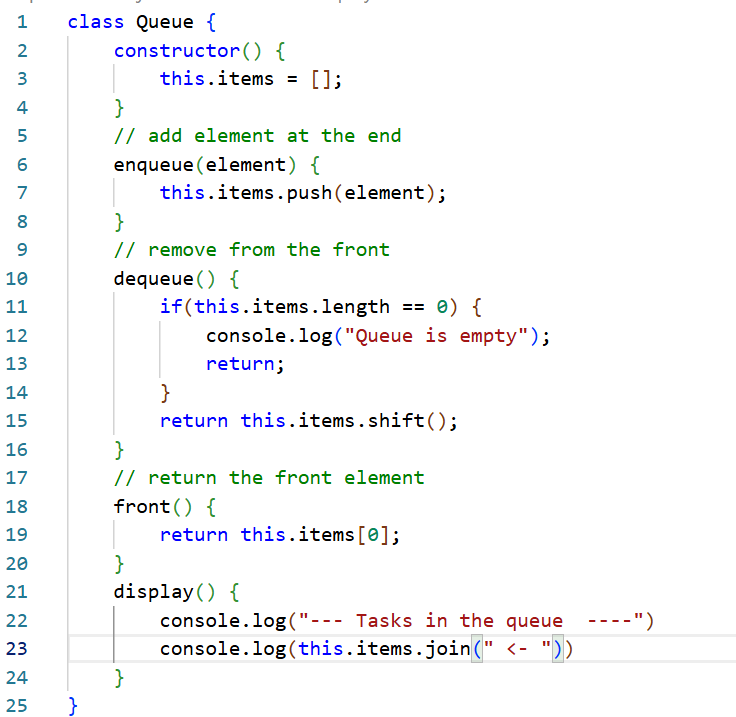 1 class Queue {
2     constructor() {
3         this.items = [];
4     }
5     // add element at the end
6     enqueue(element) {
7         this.items.push(element);
8     }
9     // remove from the front
10     dequeue() {
11         if(this.items.length == 0) {
12             console.log("Queue is empty");
13             return;
14         }
15         return this.items.shift();
16     }
17     // return the front element
18     front() {
19         return this.items[0];
20     }
21     display() {
22         console.log("--- Tasks in the queue  ----")
23         console.log(this.items.join(" <- "))
24     }
25 }